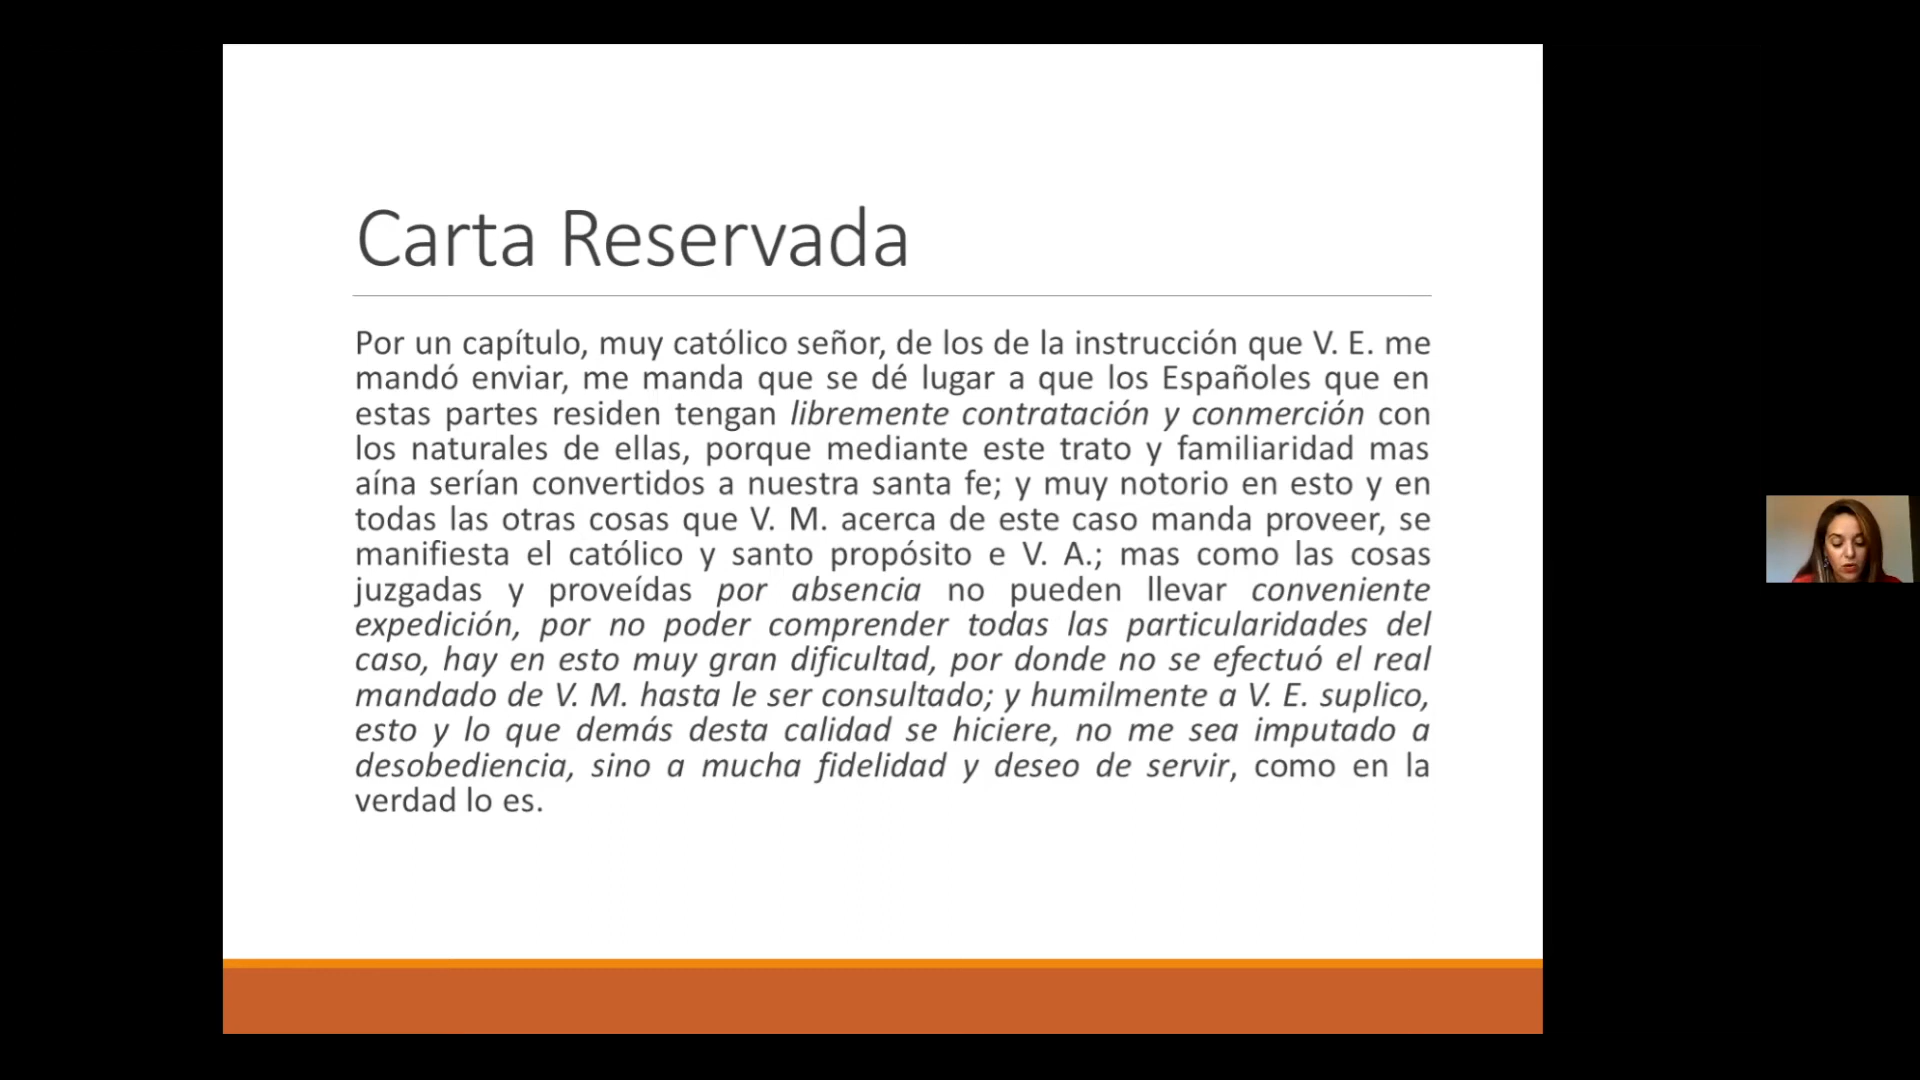 Carta Reservada
Por un capítulo, muy católico señor, de los de la instrucción que V. E. me
mandó enviar, me manda que se dé lugar a que los Españoles que en
estas partes residen tengan libremente contratación y conmerción con
los naturales de ellas, porque mediante este trato y familiaridad mas
aína serían convertidos a nuestra santa fe; y muy notorio en esto y en
todas las otras cosas que V. M. acerca de este caso manda proveer, se
manifiesta el católico y santo propósito e V. A.; mas como las cosas
juzgadas y proveídas por absencia no pueden llevar conveniente
expedición, por no poder comprender todas las particularidades del
caso, hay en esto muy gran dificultad, por donde no se efectuó el real
mandado de V. M. hasta le ser consultado; y humilmente a V. E. suplico,
esto y lo que demás desta calidad se hiciere, no me sea imputado a
desobediencia, sino a mucha fidelidad y deseo de servir, como en la
verdad lo es.